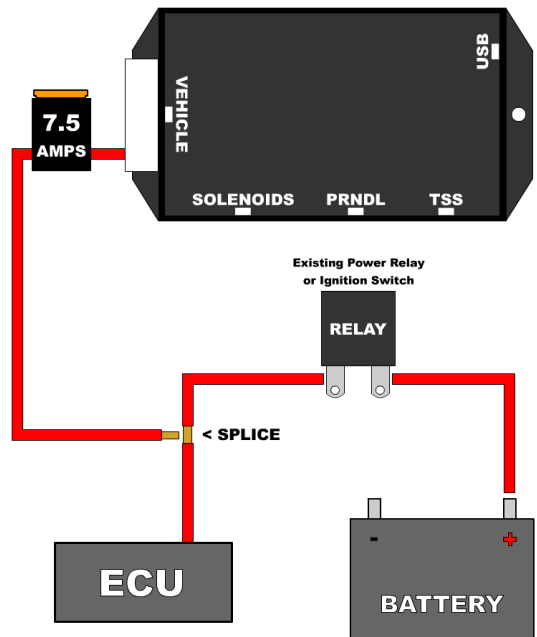 USB
VEHICLE
7.5
AMPS
SOLENOIDS PRNDL TSS
Existing Power Relay
or Ignition Switch
RELAY
< SPLICE
- +
ECU
BATTERY